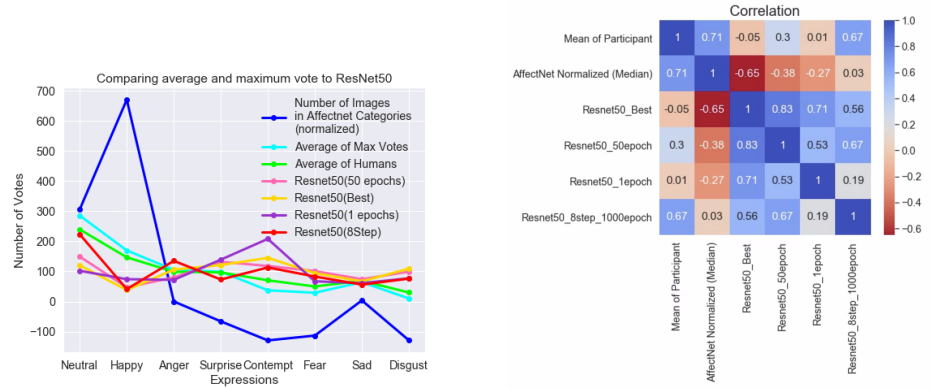 Comparing average and maximum vote to ResNet50
700
600
500
400
300
200
100
0
−100
Number of Votes
Number of Images
in Affectnet Categories
(normalized)
Average of Max Votes
Average of Humans
Resnet50(50 epochs)
Resnet50(Best)
Resnet50(1 epochs)
Resnet50(8Step)
Neutral Happy Anger Surprise Contempt Fear Sad Disgust
Expressions
Correlation
Mean of Participant 1 0.71 -0.05 0.3 0.01 0.67
AffectNet Normalized (Median) 0.71 1 -0.65 -0.38 -0.27 0.03
Resnet50_Best -0.05 -0.65 1 0.83 0.71 0.56
Resnet50_50epoch 0.3 -0.38 0.83 1 0.53 0.67
Resnet50_1epoch 0.01 -0.27 0.71 0.53 1 0.19
Resnet50_8step_1000epoch 0.67 0.03 0.56 0.67 0.19 1
Mean of Participant
AffectNet Normalized (Median)
Resnet50_Best
Resnet50_50epoch
Resnet50_1epoch
Resnet50_8step_1000epoch
1.0
0.8
0.6
0.4
0.2
0.0
−0.2
−0.4
−0.6